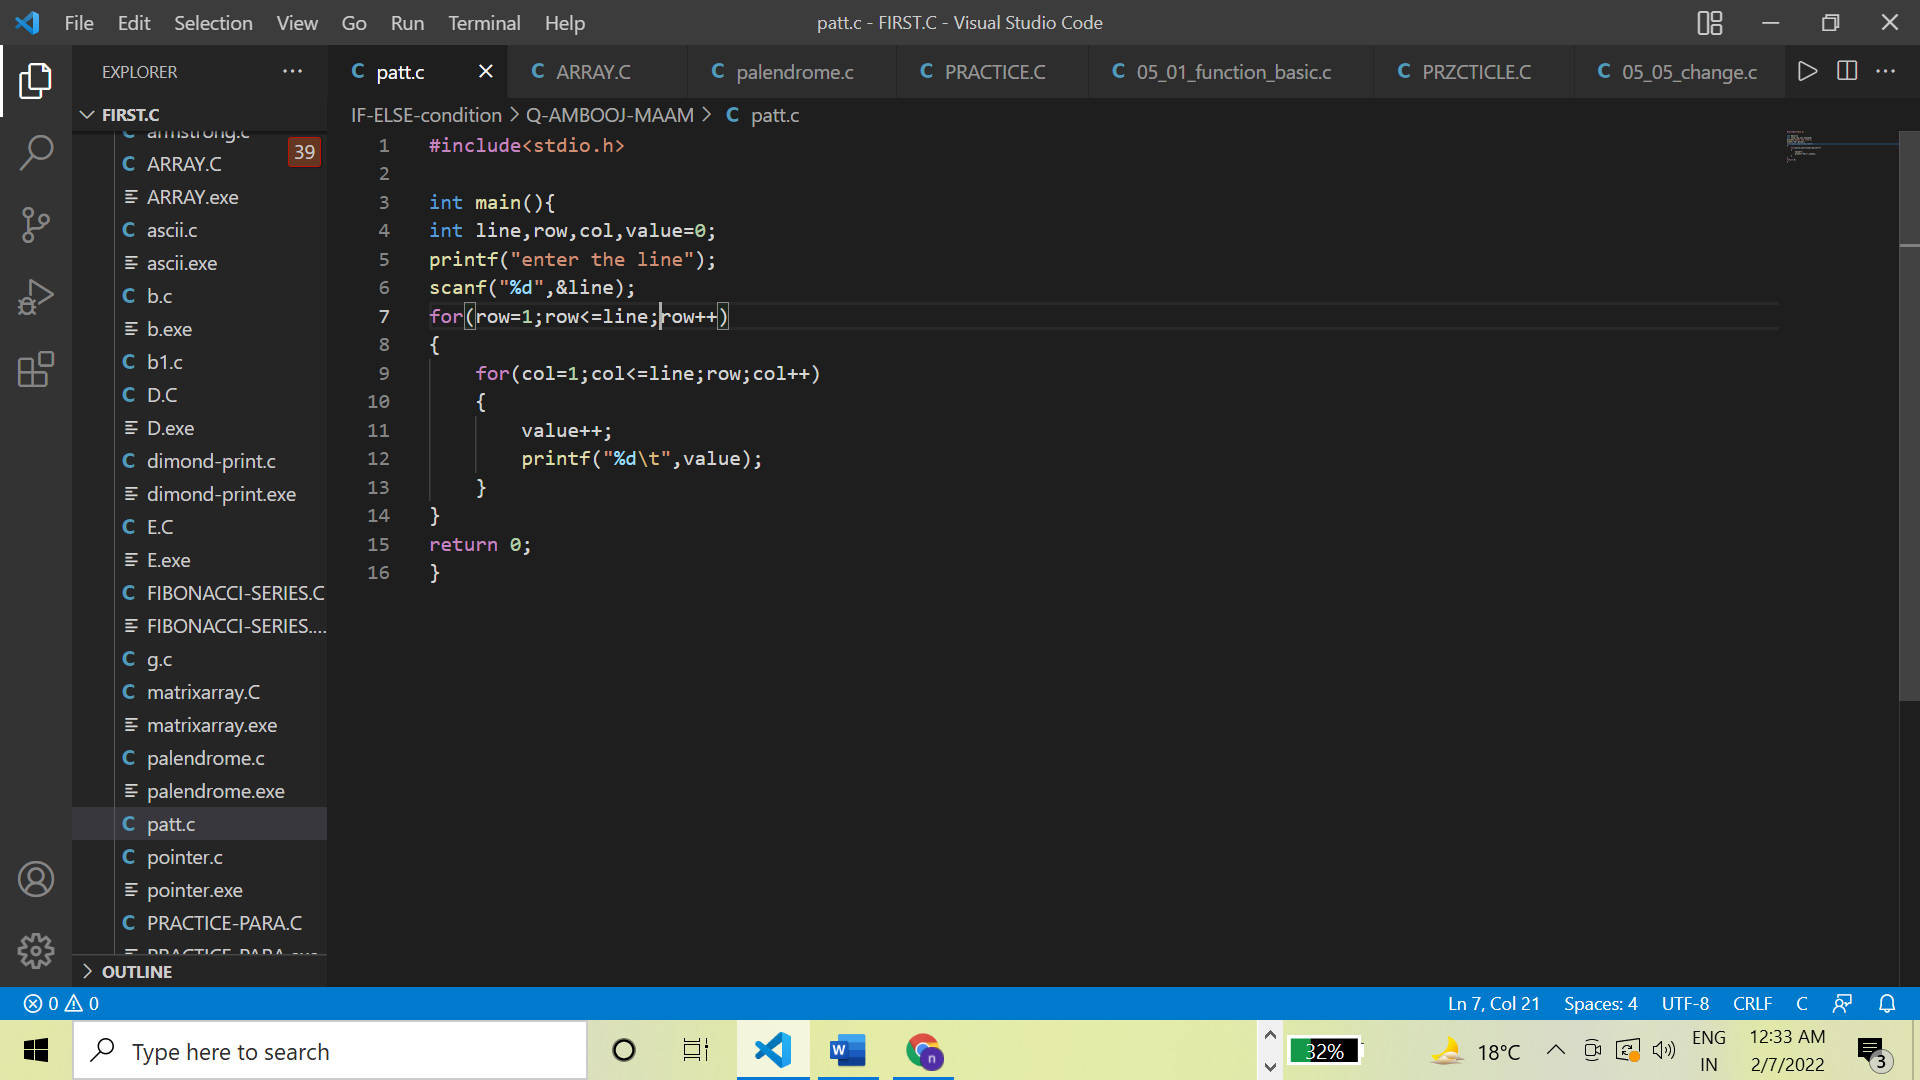 File Edit Selection View Go Run Terminal Help patt.c - FIRST.C - Visual Studio Code
EXPLORER
patt.c ARRAY.C palendrome.c PRACTICE.C 05_01_function_basic.c PRZCTICLE.C 05_05_change.c
FIRST.C
IF-ELSE-condition > Q-AMBOOJ-MAAM > C patt.c
armstrong.c
39
C ARRAY.C
ARRAY.exe
C ascii.c
ascii.exe
C b.c
b.exe
C b1.c
C D.C
D.exe
C dimond-print.c
dimond-print.exe
C E.C
E.exe
C FIBONACCI-SERIES.C
FIBONACCI-SERIES....
C g.c
C matrixarray.C
matrixarray.exe
C palendrome.c
palendrome.exe
C patt.c
C pointer.c
pointer.exe
C PRACTICE-PARA.C
PRACTICE-PARA.exe
OUTLINE
1 #include<stdio.h>
2
3 int main(){
4 int line,row,col,value=0;
5 printf("enter the line");
6 scanf("%d",&line);
7 for(row=1;row<=line;row++)
8 {
9 for(col=1;col<=line;row;col++)
10 {
11 value++;
12 printf("%d\t",value);
13 }
14 }
15 return 0;
16 }
0 0 Ln 7, Col 21 Spaces: 4 UTF-8 CRLF C
Type here to search
W
n
32%
18°C
ENG
IN
12:33 AM
2/7/2022
3